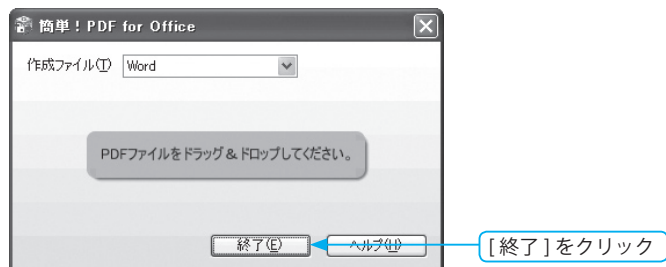 簡単！PDF for Office
作成ファイル(T) Word
PDFファイルをドラッグ＆ドロップしてください。
終了(E) ヘルプ(H) [終了]をクリック